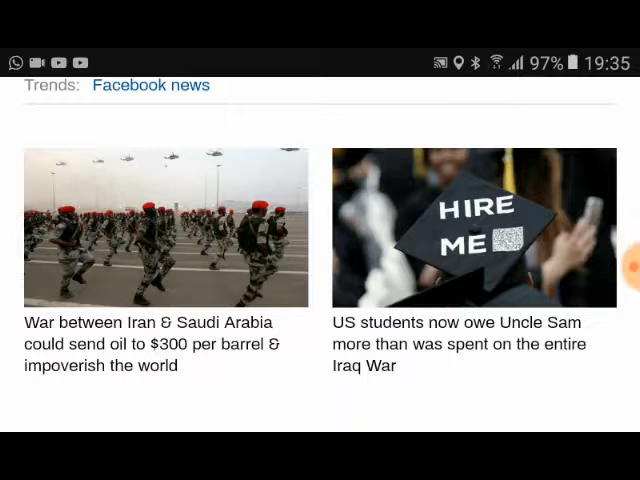 97% 19:35
Trends: Facebook news
HIRE
ME
War between Iran & Saudi Arabia
could send oil to $300 per barrel &
impoverish the world
US students now owe Uncle Sam
more than was spent on the entire
Iraq War